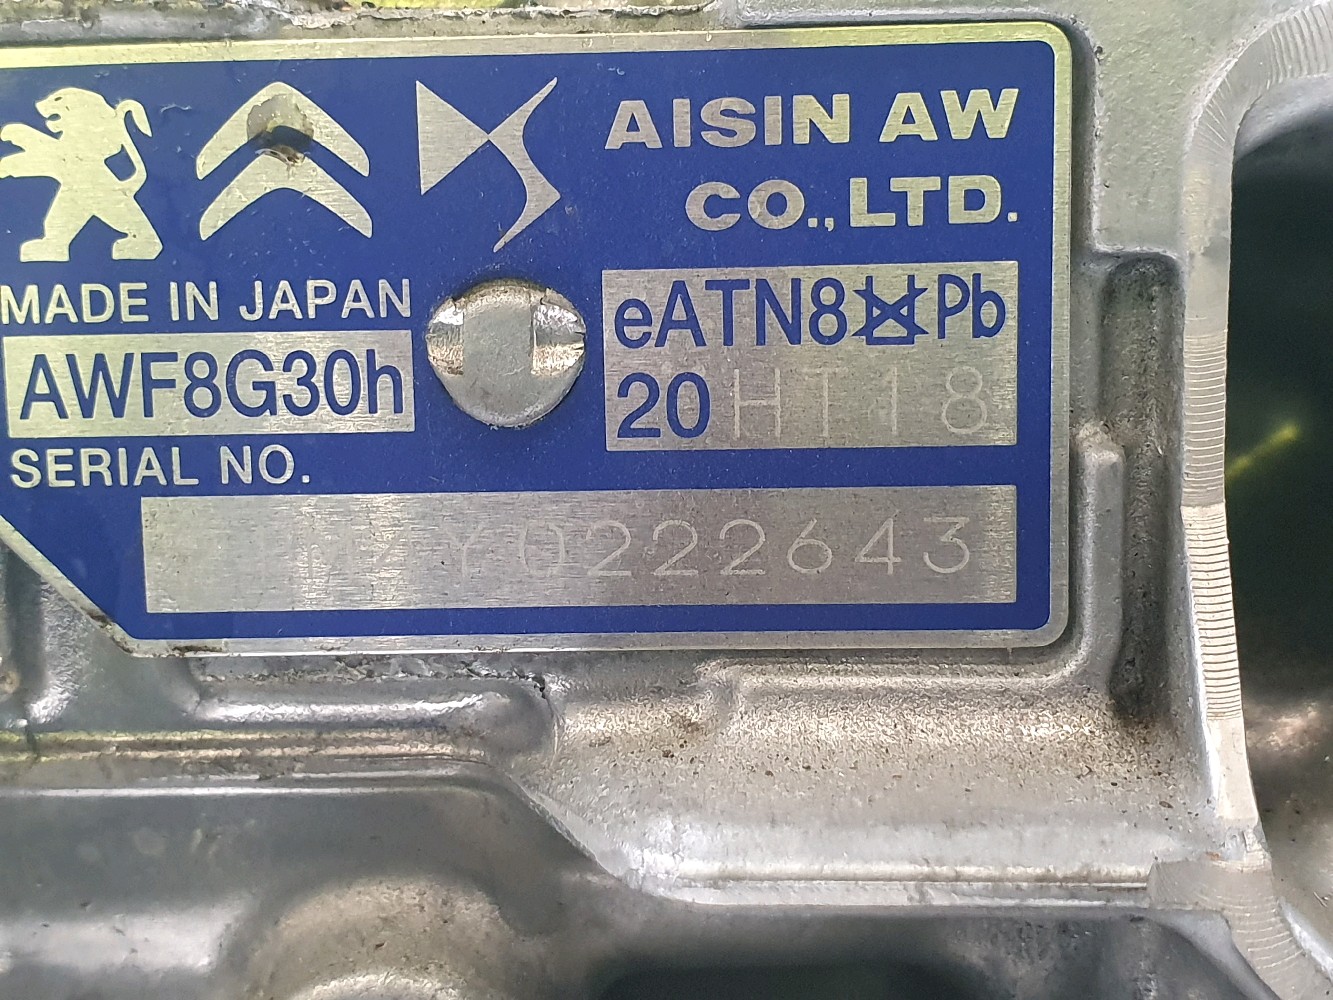 AISIN AW
CO., LTD.
MADE IN JAPAN
AWF8G30h
eATN8 Pb
20HT18
SERIAL NO.
Y0222643